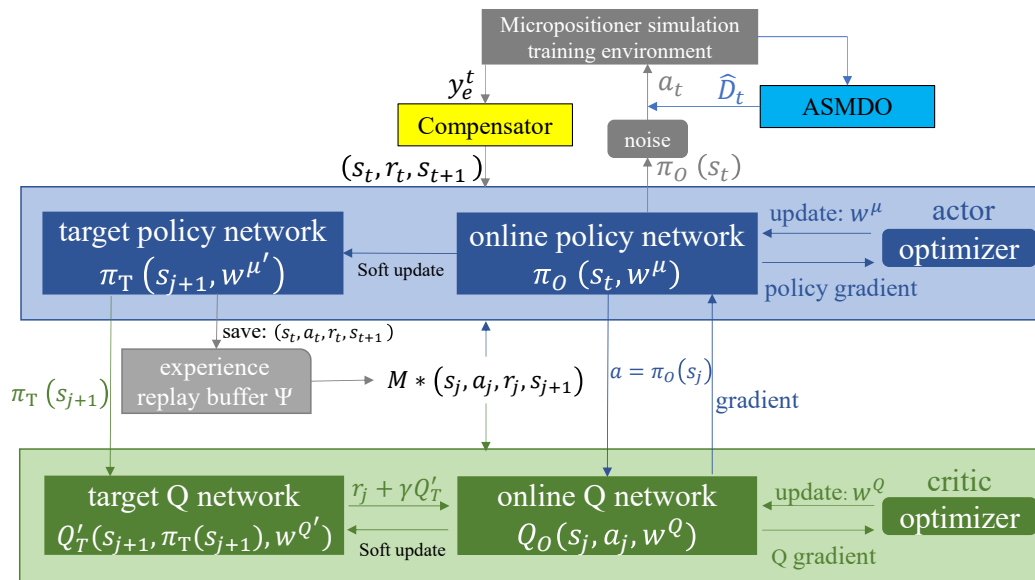 Micropositioner simulation
training environment
y_e^t
a_t
D̂_t
ASMDO
Compensator
noise
(s_t, r_t, s_{t+1})
π_O (s_t)
target policy network
π_T (s_{j+1}, w^{μ'})
Soft update
online policy network
π_O (s_t, w^μ)
update: w^μ
actor
optimizer
policy gradient
save: (s_t, a_t, r_t, s_{t+1})
experience
replay buffer Ψ
M * (s_j, a_j, r_j, s_{j+1})
π_T (s_{j+1})
a = π_O(s_j)
gradient
target Q network
Q'_T(s_{j+1}, π_T(s_{j+1}), w^{Q'})
r_j + γQ'_T
Soft update
online Q network
Q_O(s_j, a_j, w^Q)
update: w^Q
critic
optimizer
Q gradient